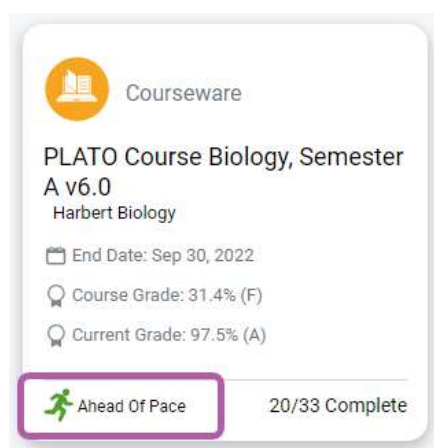 Courseware
PLATO Course Biology, Semester
A v6.0
Harbert Biology
End Date: Sep 30, 2022
Course Grade: 31.4% (F)
Current Grade: 97.5% (A)
Ahead Of Pace 20/33 Complete